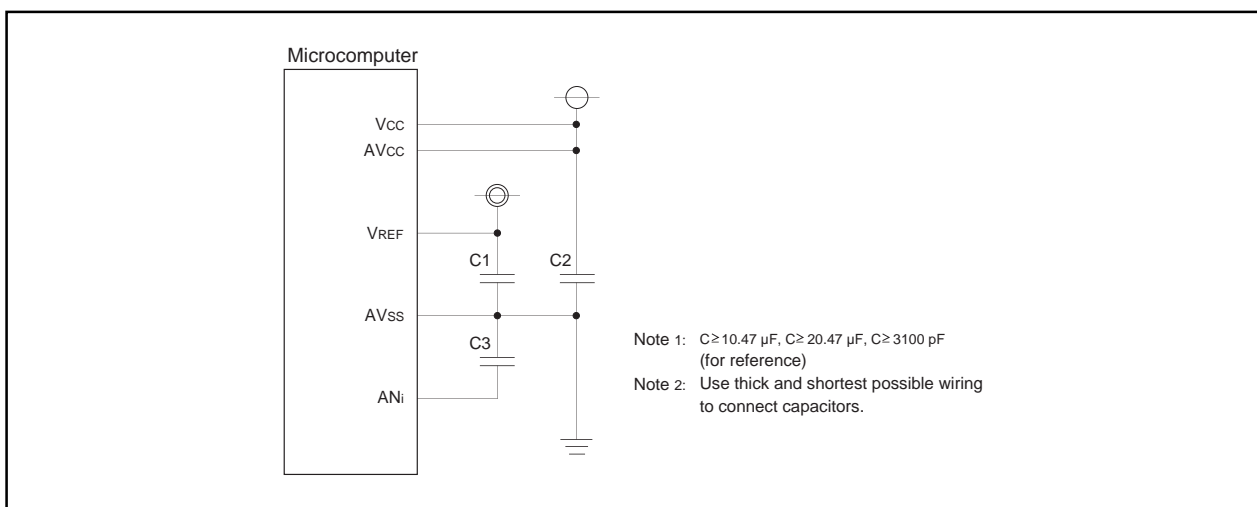 Microcomputer
VCC
AVCC
VREF
C1
C2
AVSS
C3
ANi
Note 1: C≥10.47 µF, C≥ 20.47 µF, C≥ 3100 pF
(for reference)
Note 2: Use thick and shortest possible wiring
to connect capacitors.